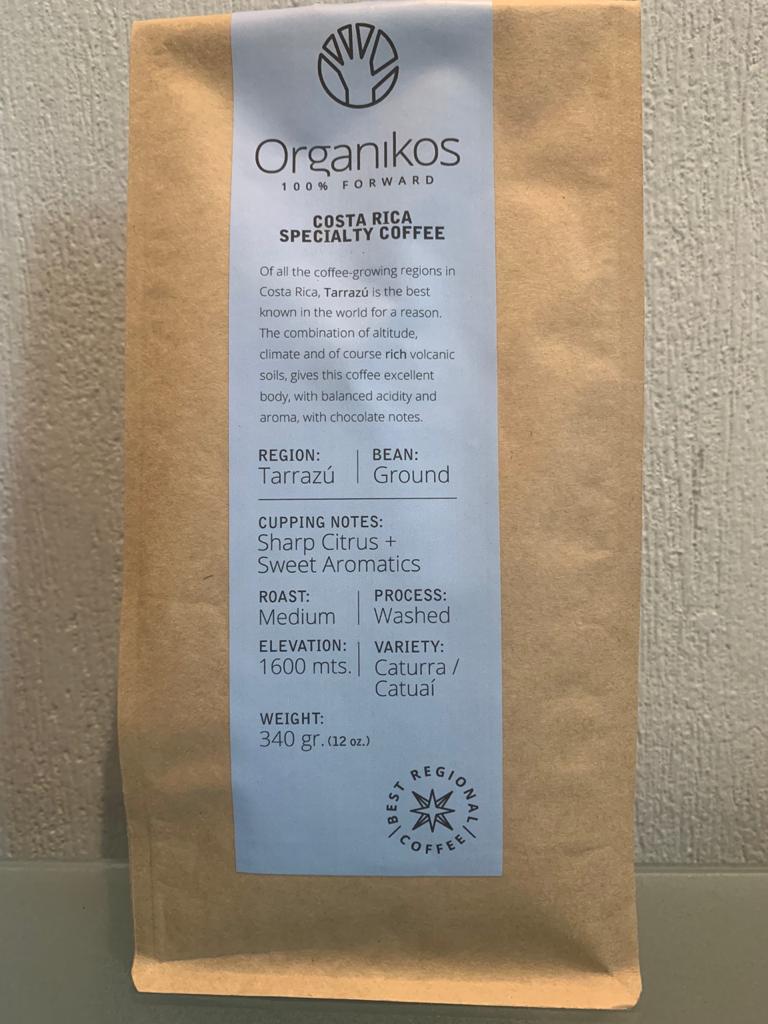 Organikos
100% FORWARD
COSTA RICA
SPECIALTY COFFEE
Of all the coffee-growing regions in
Costa Rica, Tarrazú is the best
known in the world for a reason.
The combination of altitude,
climate and of course rich volcanic
soils, gives this coffee excellent
body, with balanced acidity and
aroma, with chocolate notes.
REGION: BEAN:
Tarrazú Ground
CUPPING NOTES:
Sharp Citrus +
Sweet Aromatics
ROAST: PROCESS:
Medium Washed
ELEVATION: VARIETY:
1600 mts. Caturra /
Catuaí
WEIGHT:
340 gr. (12 oz.)
BEST REGIONAL
COFFEE